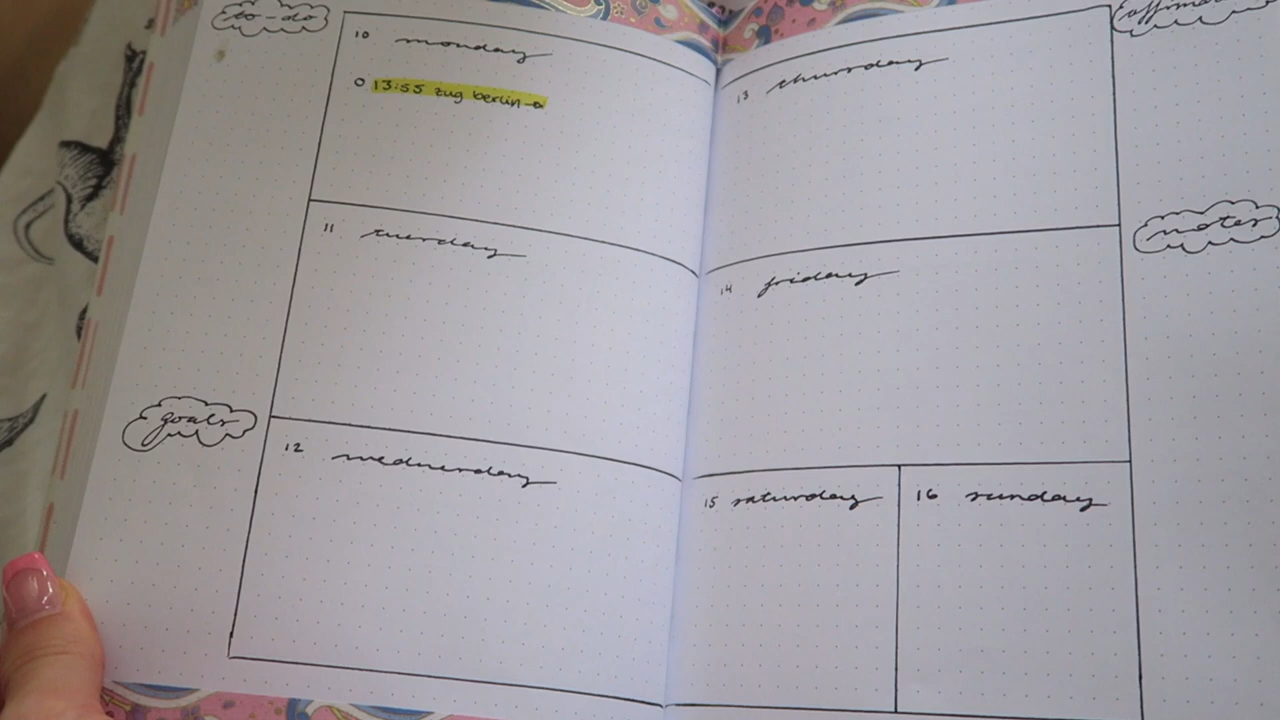 to-do
10 monday
○ 13:55 zug berlin →
11 tuesday
goals
12 wednesday
13 thursday
14 friday
notes
15 saturday
16 sunday